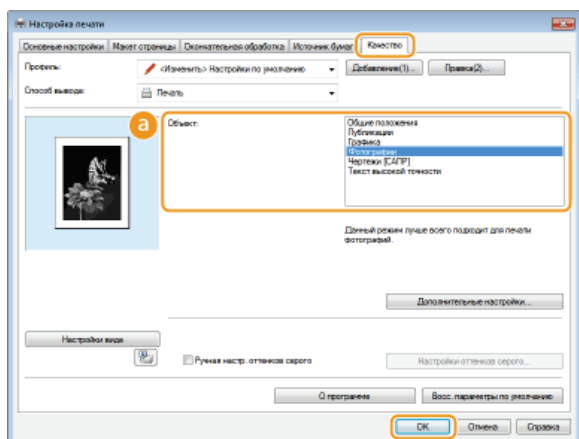 Настройка печати
Основные настройки Макет страницы Окончательная обработка Источник бумаг Качество
Профиль: <Изменить> Настройки по умолчанию Добавление(1)... Правка(2)...
Способ вывода: Печать
a
Объект:
Общие положения
Публикации
Графика
Фотографии
Чертежи [САПР]
Текст высокой точности
Данный режим лучше всего подходит для печати
фотографий.
Дополнительные настройки...
Настройки вида
Ручная настр. оттенков серого Настройки оттенков серого...
О программе Восс. параметры по умолчанию
OK Отмена Справка